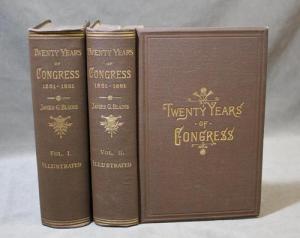 TWENTY YEARS
OF
CONGRESS
1861-1881
JAMES G. BLAINE
VOL. I.
ILLUSTRATED
TWENTY YEARS
OF
CONGRESS
1861-1881
JAMES G. BLAINE
VOL. II.
ILLUSTRATED
TWENTY YEARS
OF
CONGRESS